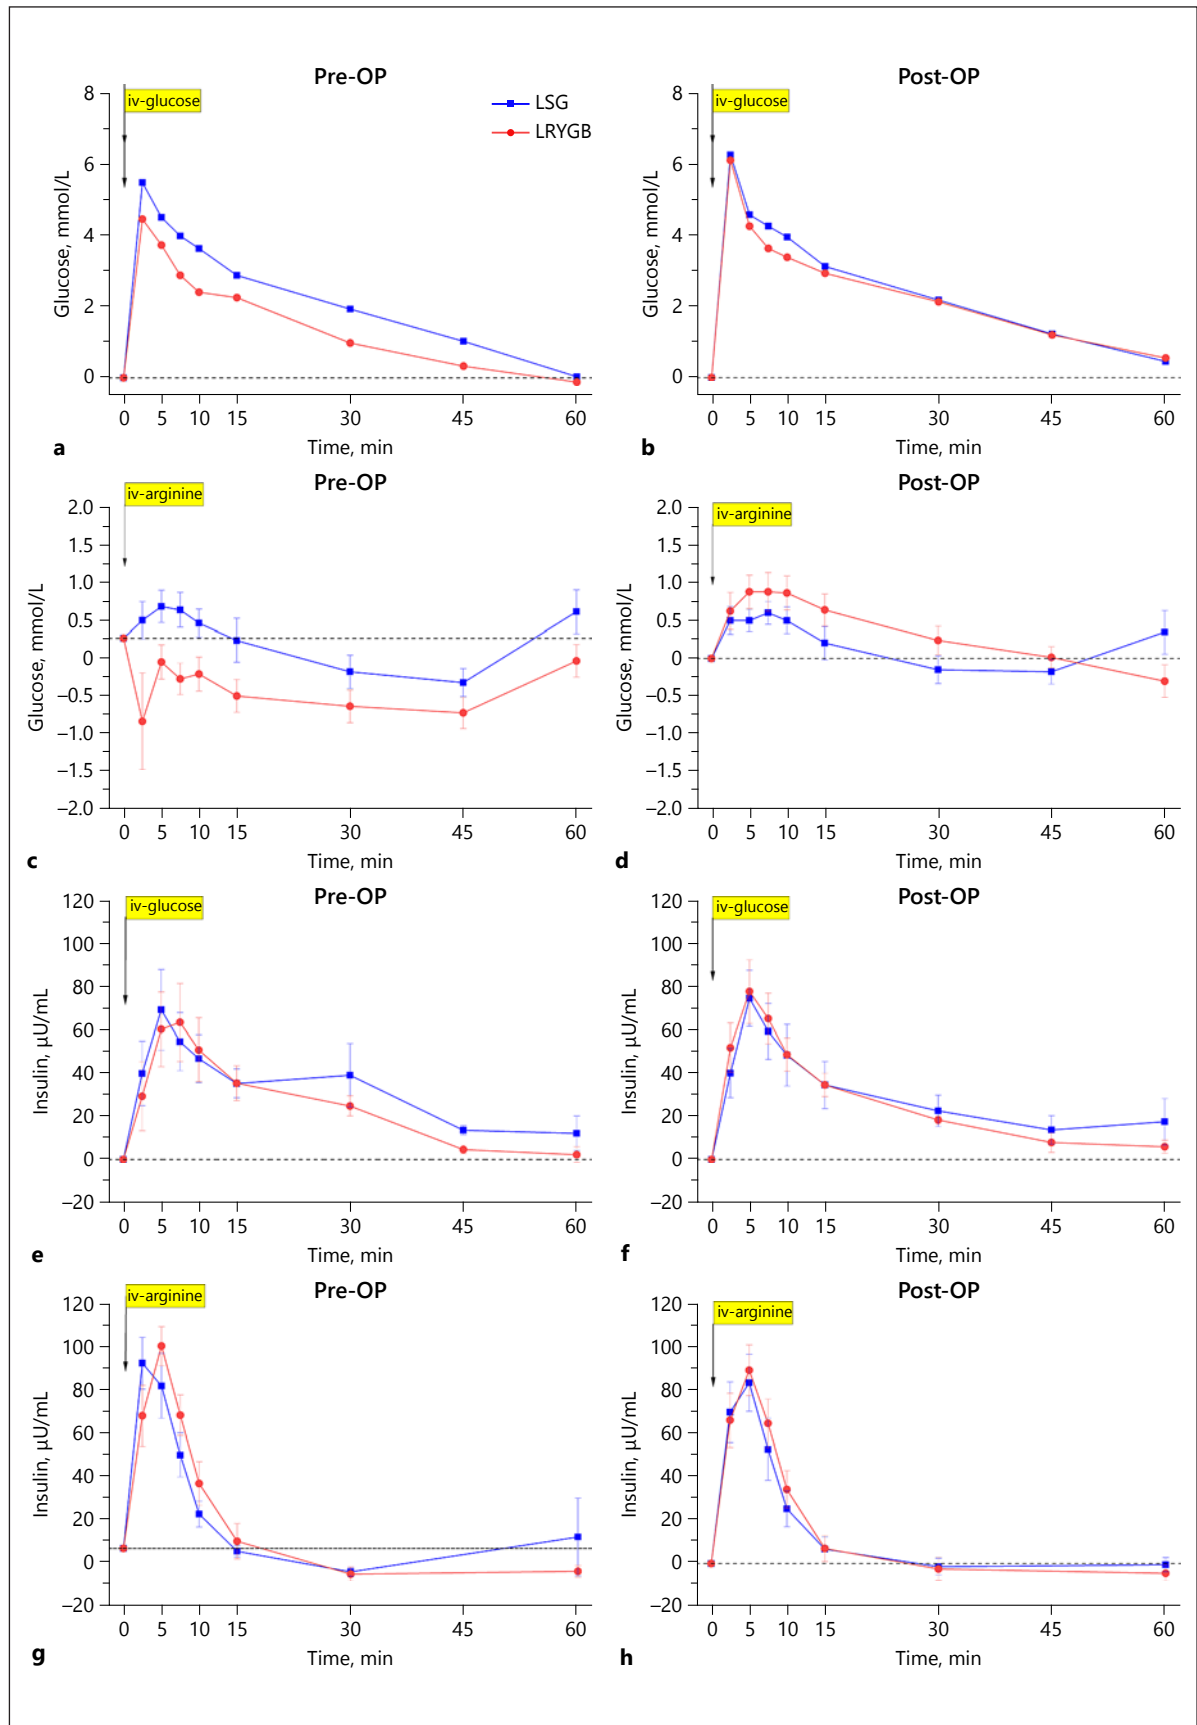 Pre-OP
Post-OP
iv-glucose
LSG
LRYGB
iv-glucose
Glucose, mmol/L
8
6
4
2
0
0 5 10 15 30 45 60
Time, min
a
Glucose, mmol/L
8
6
4
2
0
0 5 10 15 30 45 60
Time, min
b
Pre-OP
iv-arginine
Glucose, mmol/L
2.0
1.5
1.0
0.5
0
–0.5
–1.0
–1.5
–2.0
0 5 10 15 30 45 60
Time, min
c
Post-OP
iv-arginine
Glucose, mmol/L
2.0
1.5
1.0
0.5
0
–0.5
–1.0
–1.5
–2.0
0 5 10 15 30 45 60
Time, min
d
Pre-OP
iv-glucose
Insulin, µU/mL
120
100
80
60
40
20
0
–20
0 5 10 15 30 45 60
Time, min
e
Post-OP
iv-glucose
Insulin, µU/mL
120
100
80
60
40
20
0
–20
0 5 10 15 30 45 60
Time, min
f
Pre-OP
iv-arginine
Insulin, µU/mL
120
100
80
60
40
20
0
–20
0 5 10 15 30 45 60
Time, min
g
Post-OP
iv-arginine
Insulin, µU/mL
120
100
80
60
40
20
0
–20
0 5 10 15 30 45 60
Time, min
h